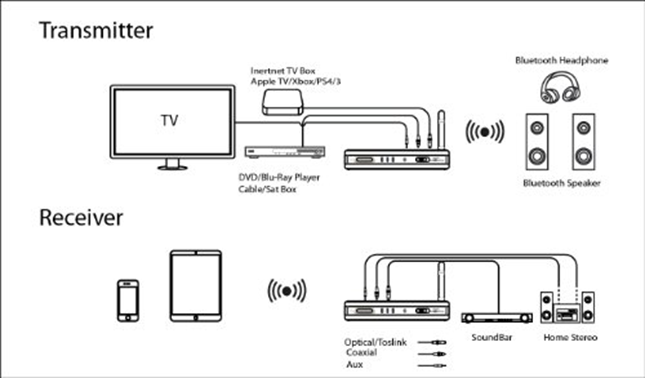 Transmitter
Inertnet TV Box
Apple TV/Xbox/PS4/3
Bluetooth Headphone
TV
DVD/Blu-Ray Player
Cable/Sat Box
Bluetooth Speaker
Receiver
Optical/Toslink
Coaxial
Aux
SoundBar
Home Stereo